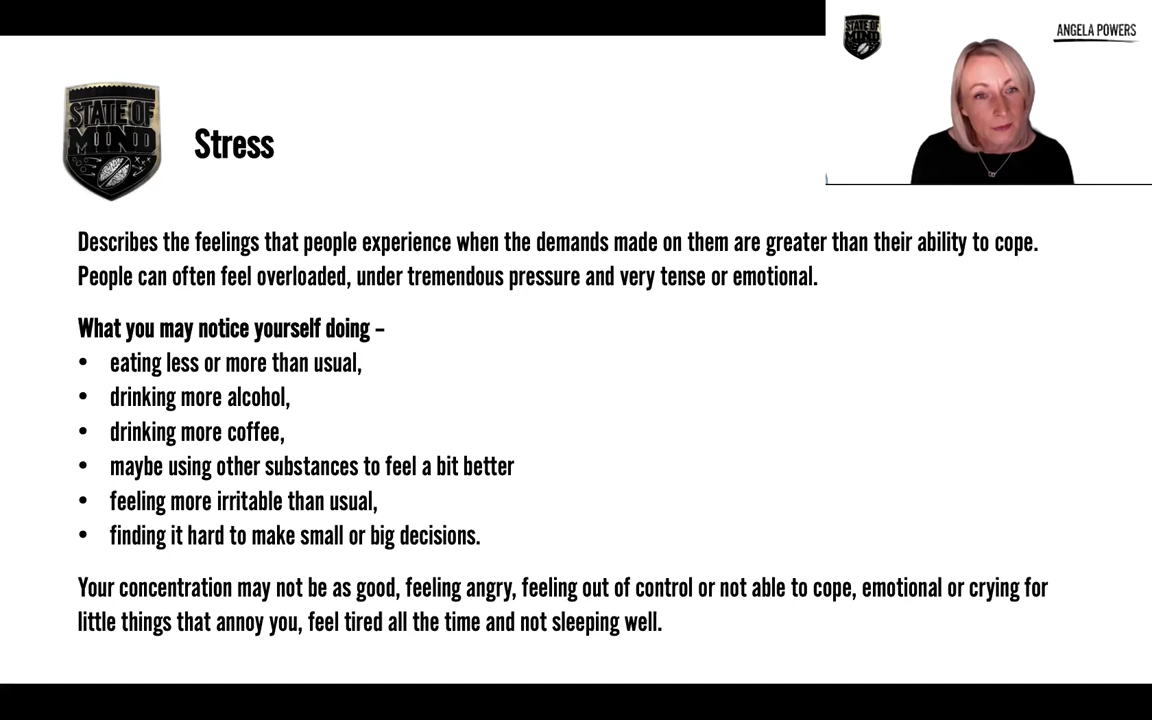 STATE OF
MIND
ANGELA POWERS
STATE OF
MIND
Stress
Describes the feelings that people experience when the demands made on them are greater than their ability to cope.
People can often feel overloaded, under tremendous pressure and very tense or emotional.
What you may notice yourself doing –
• eating less or more than usual,
• drinking more alcohol,
• drinking more coffee,
• maybe using other substances to feel a bit better
• feeling more irritable than usual,
• finding it hard to make small or big decisions.
Your concentration may not be as good, feeling angry, feeling out of control or not able to cope, emotional or crying for
little things that annoy you, feel tired all the time and not sleeping well.